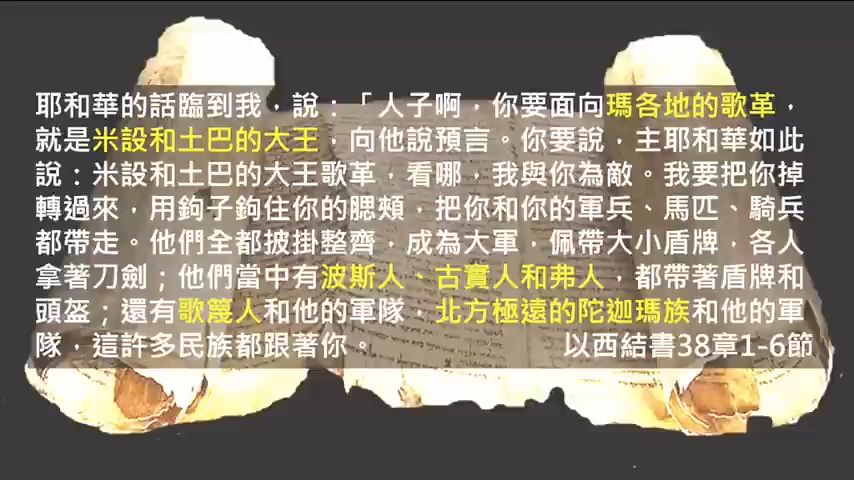 耶和華的話臨到我，說：「人子啊，你要面向瑪各地的歌革，
就是米設和土巴的大王，向他說預言。你要說，主耶和華如此
說：米設和土巴的大王歌革，看哪，我與你為敵。我要把你掉
轉過來，用鉤子鉤住你的腮頰，把你和你的軍兵、馬匹、騎兵
都帶走。他們全都披掛整齊，成為大軍，佩帶大小盾牌，各人
拿著刀劍；他們當中有波斯人、古實人和弗人，都帶著盾牌和
頭盔；還有歌篾人和他的軍隊，北方極遠的陀迦瑪族和他的軍
隊，這許多民族都跟著你。 以西結書38章1-6節